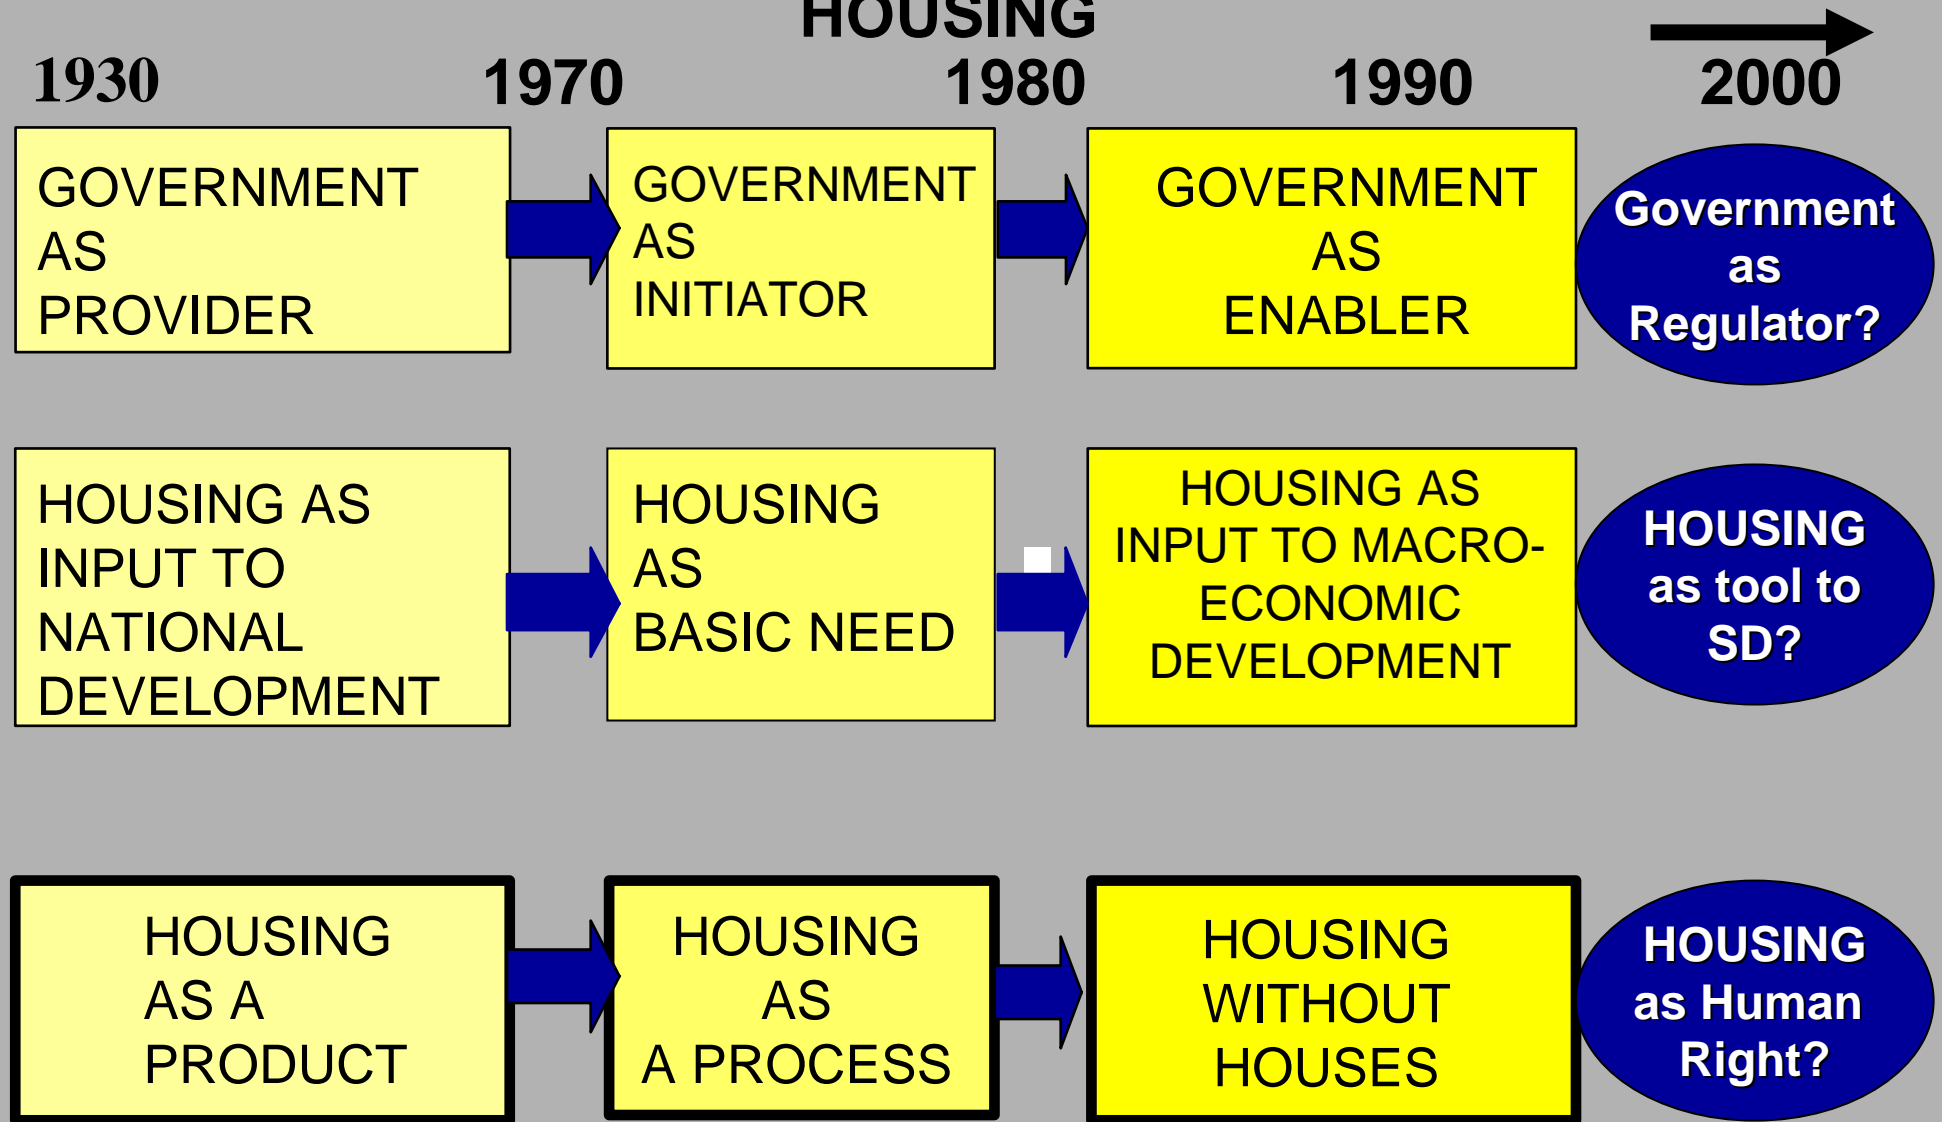 HOUSING
1930 1970 1980 1990 2000
GOVERNMENT
AS
PROVIDER
GOVERNMENT
AS
INITIATOR
GOVERNMENT
AS
ENABLER
Government
as
Regulator?
HOUSING AS
INPUT TO
NATIONAL
DEVELOPMENT
HOUSING
AS
BASIC NEED
HOUSING AS
INPUT TO MACRO-
ECONOMIC
DEVELOPMENT
HOUSING
as tool to
SD?
HOUSING
AS A
PRODUCT
HOUSING
AS
A PROCESS
HOUSING
WITHOUT
HOUSES
HOUSING
as Human
Right?